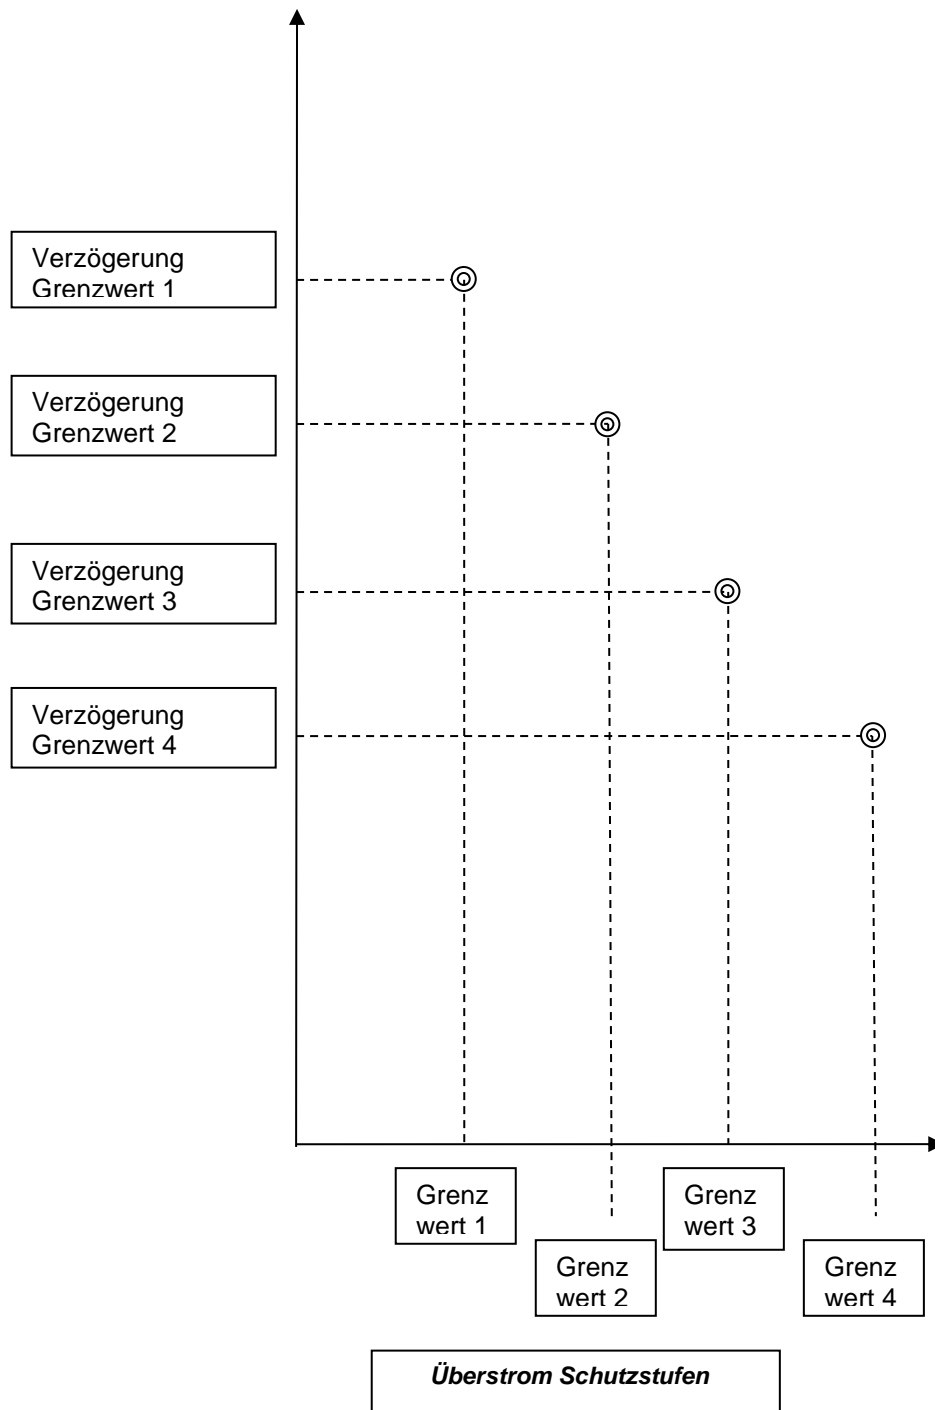 Verzögerung
Grenzwert 1
Verzögerung
Grenzwert 2
Verzögerung
Grenzwert 3
Verzögerung
Grenzwert 4
Grenz
wert 1
Grenz
wert 3
Grenz
wert 2
Grenz
wert 4
Überstrom Schutzstufen